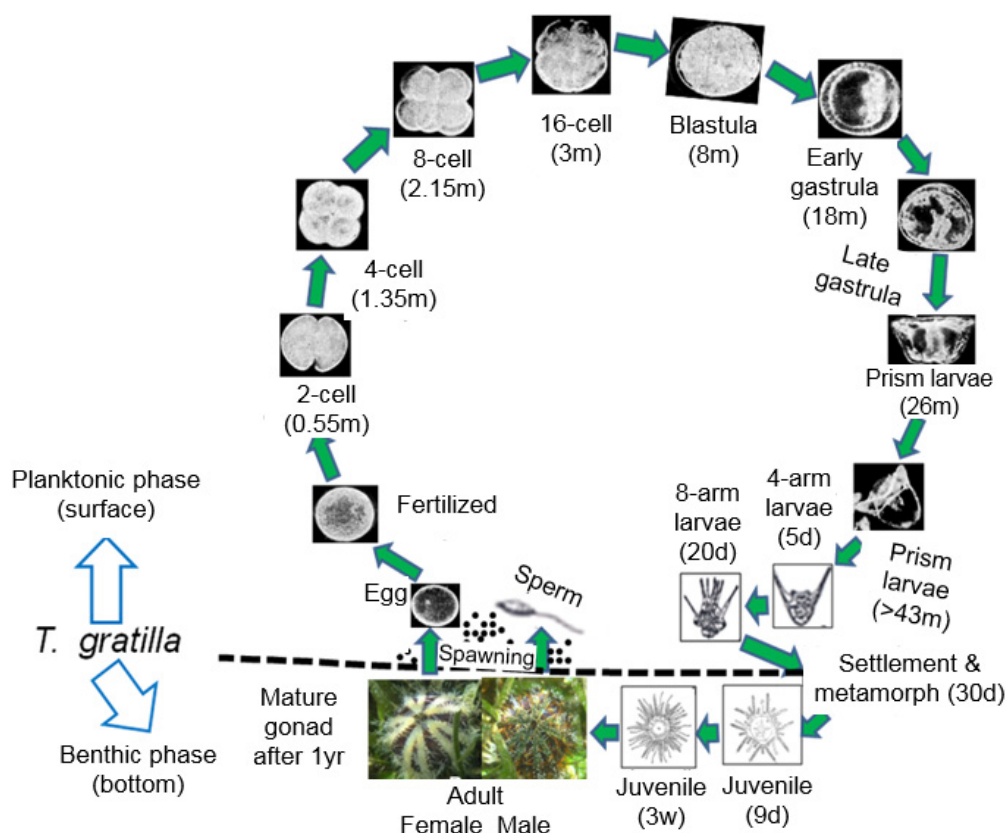 16-cell
(3m)
Blastula
(8m)
8-cell
(2.15m)
Early
gastrula
(18m)
4-cell
(1.35m)
Late
gastrula
2-cell
(0.55m)
Prism larvae
(26m)
Planktonic phase
(surface)
Fertilized
8-arm
larvae
(20d)
4-arm
larvae
(5d)
Prism
larvae
(>43m)
Egg
Sperm
T. gratilla
Spawning
Settlement &
metamorph (30d)
Mature
gonad
after 1yr
Benthic phase
(bottom)
Adult
Female Male
Juvenile
(3w)
Juvenile
(9d)